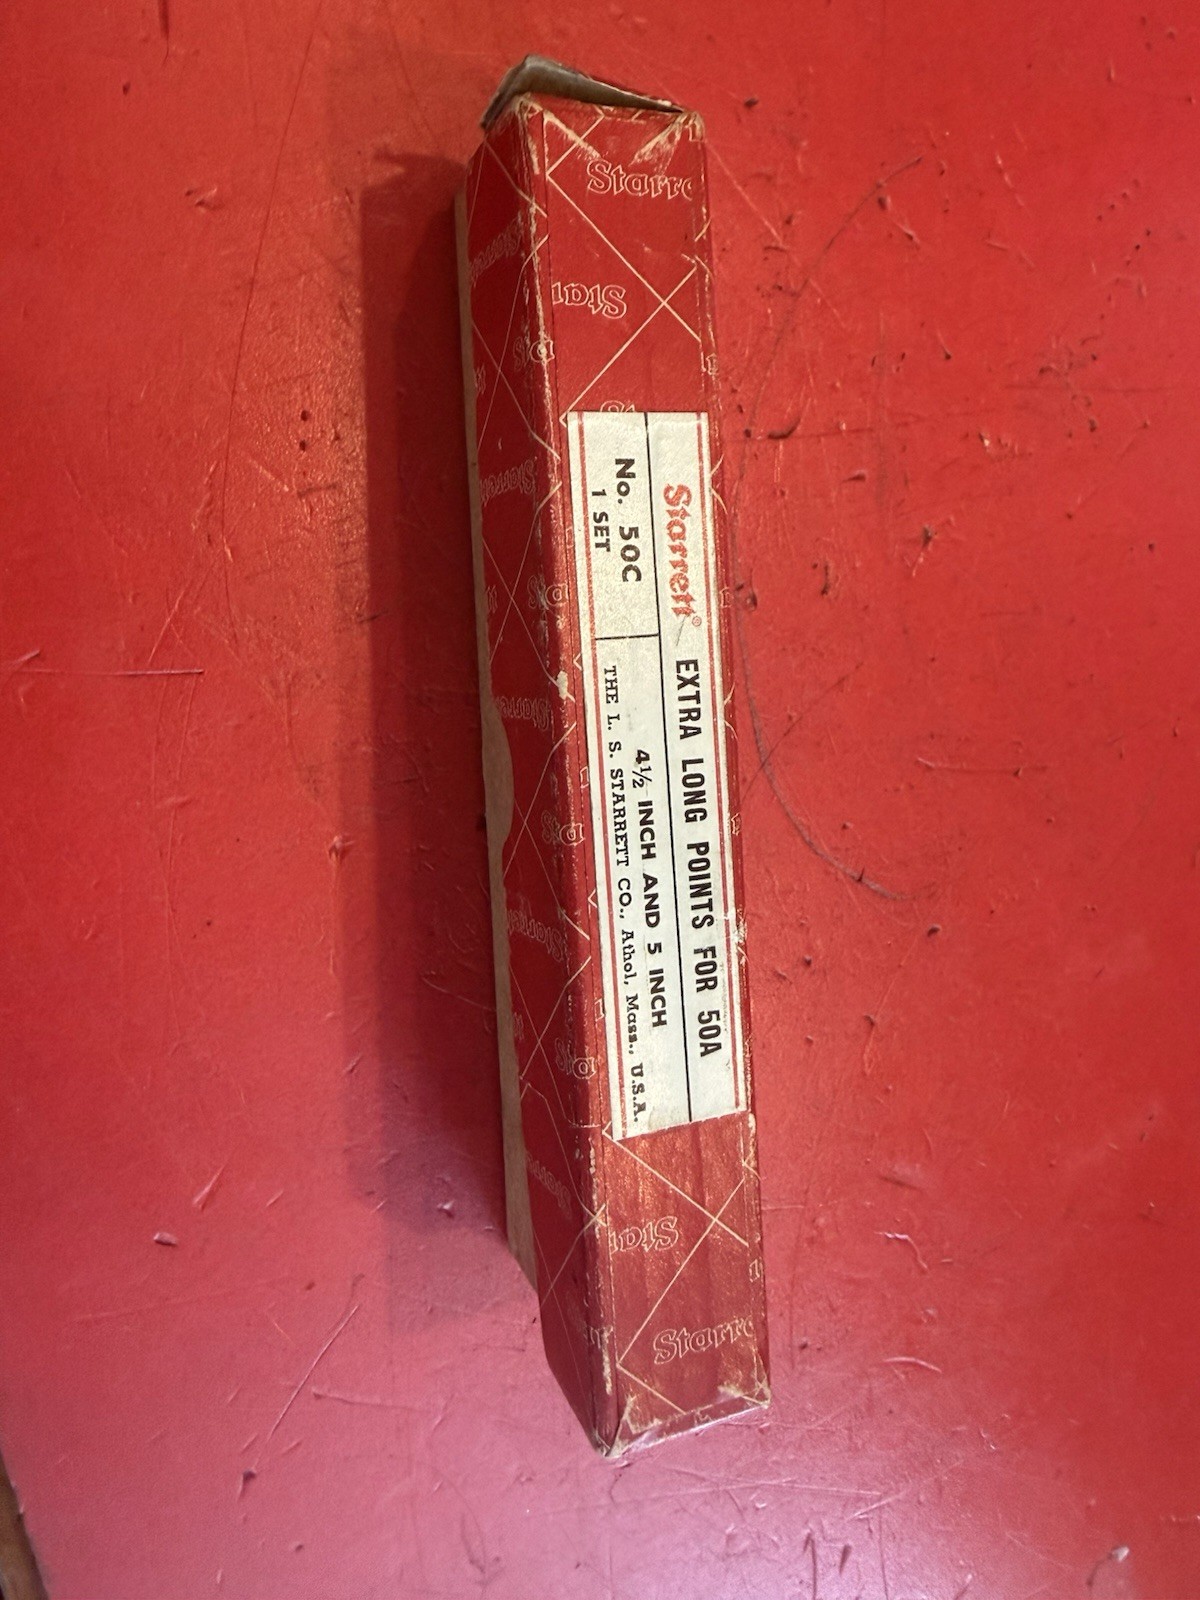 Starrett® EXTRA LONG POINTS FOR 50A
No. 50C
1 SET
4½ INCH AND 5 INCH
THE L. S. STARRETT CO., Athol, Mass., U.S.A.